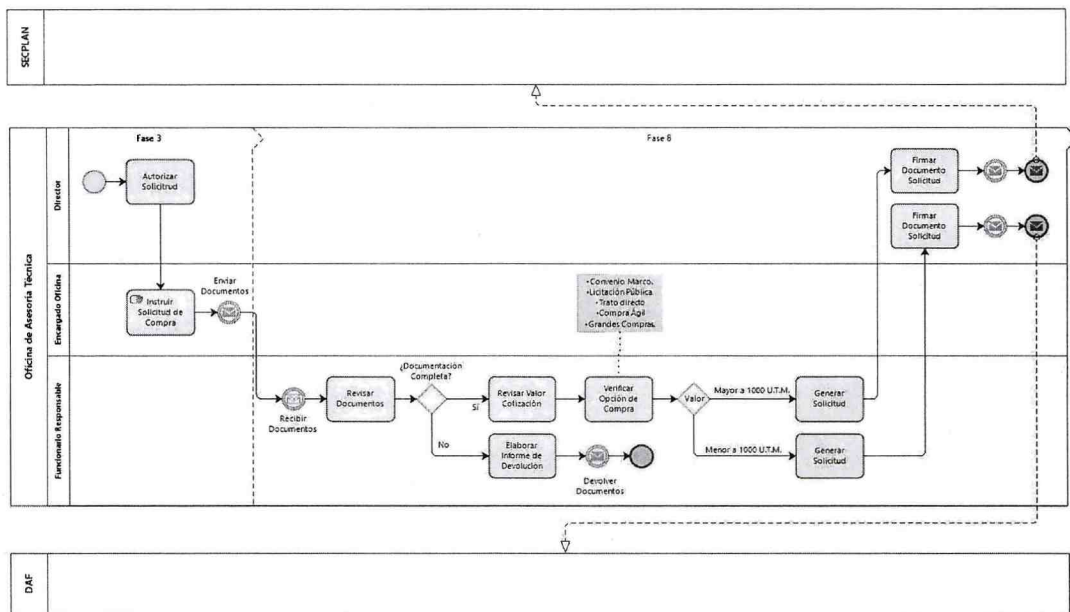 SECPLAN
Oficina de Asesoría Técnica
Fase 3
Fase 6
Director
Autorizar
Solicitrud
Firmar
Documento
Solicitud
Firmar
Documento
Solicitud
Encargado Oficina
Instruir
Solicitud de
Compra
Enviar
Documentos
•Convenio Marco.
•Licitación Pública
•Trato directo
•Compra Ágil
•Grandes Compras.
Funcionario Responsable
Recibir
Documentos
Revisar
Documentos
¿Documentación
Completa?
Sí
No
Revisar Valor
Cotización
Elaborar
Informe de
Devolución
Devolver
Documentos
Verificar
Opción de
Compra
Valor
Mayor a 1000 U.T.M.
Menor a 1000 U.T.M.
Generar
Solicitud
Generar
Solicitud
DAF